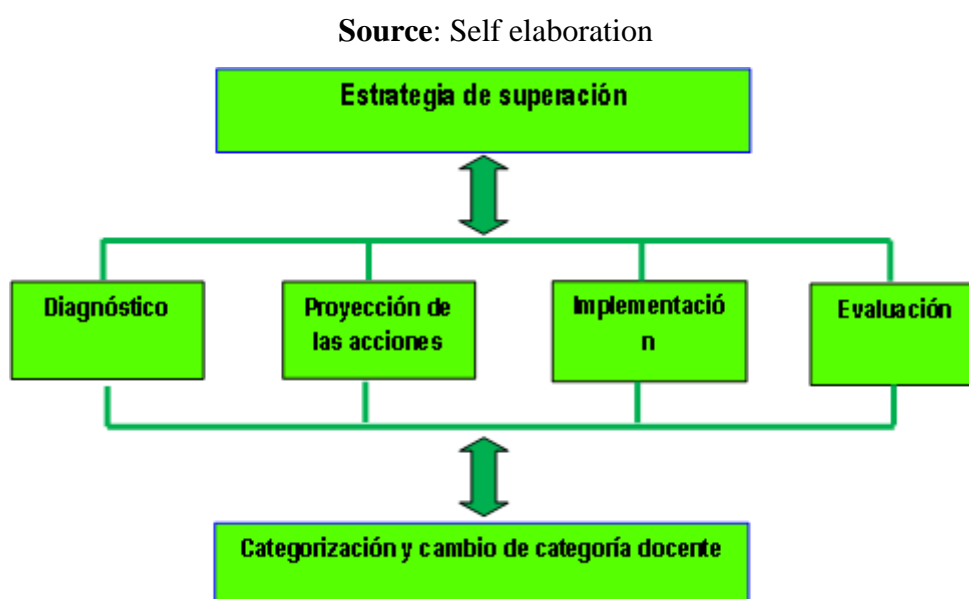 Source: Self elaboration
Estrategia de superación
Diagnóstico
Proyección de
las acciones
Implementació
n
Evaluación
Categorización y cambio de categoría docente